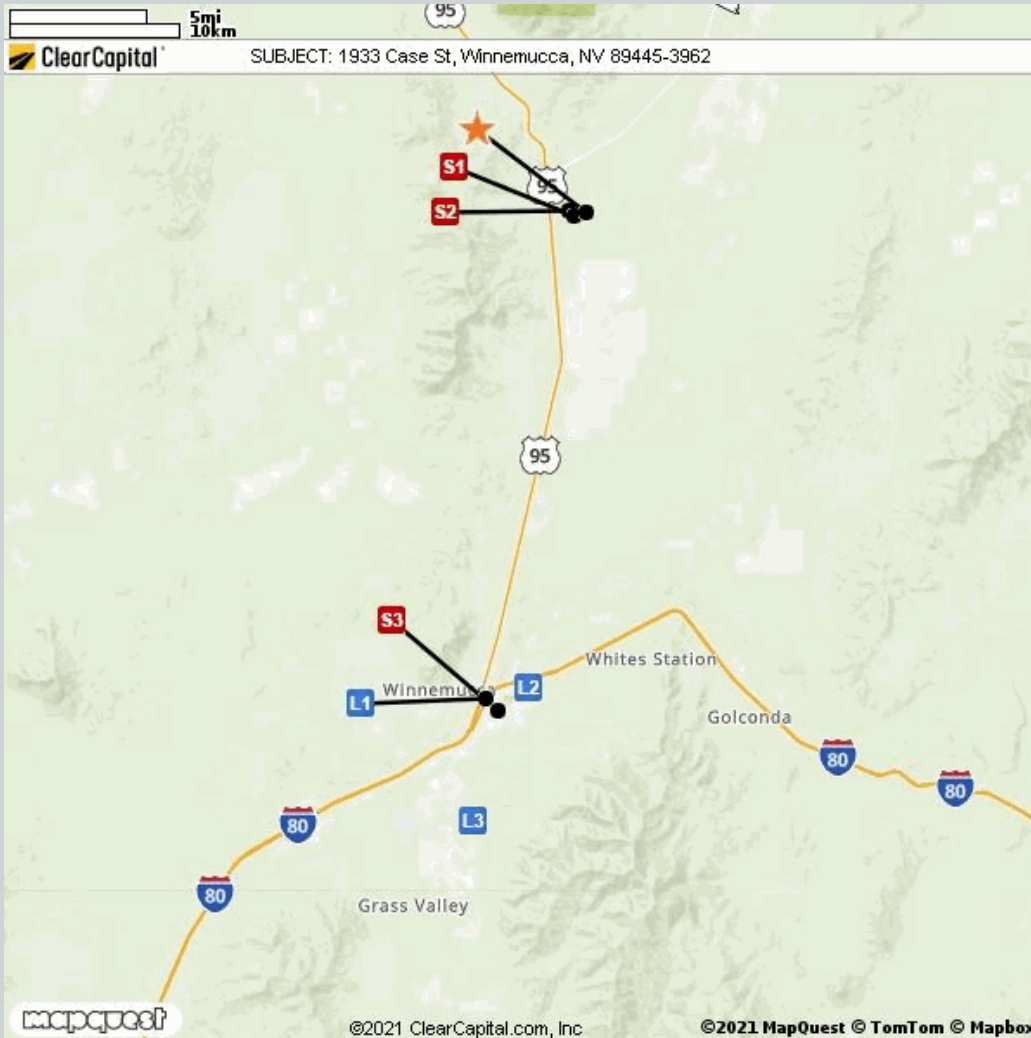 95
5mi
10km
ClearCapital
SUBJECT: 1933 Case St, Winnemucca, NV 89445-3962
S1
95
S2
95
S3
Whites Station
L1
Winnemucca
L2
Golconda
80
80
L3
80
80
Grass Valley
mapquest
©2021 ClearCapital.com, Inc
©2021 MapQuest © TomTom © Mapbox